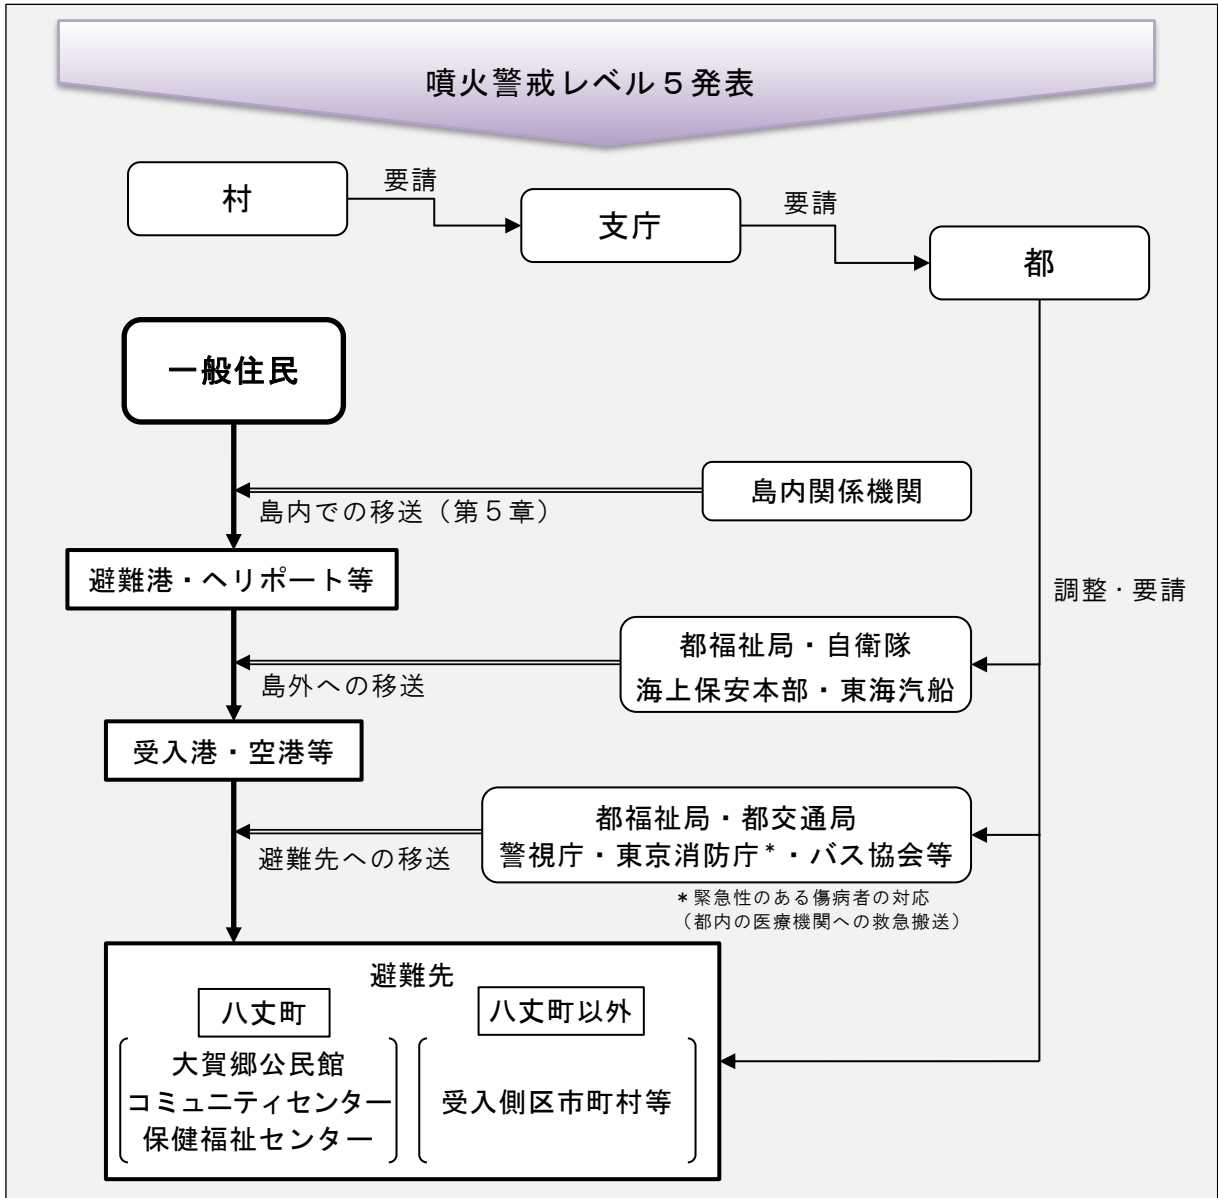 噴火警戒レベル５発表
村
要請
支庁
要請
都
一般住民
島内関係機関
島内での移送（第５章）
避難港・ヘリポート等
調整・要請
都福祉局・自衛隊
海上保安本部・東海汽船
島外への移送
受入港・空港等
都福祉局・都交通局
警視庁・東京消防庁*・バス協会等
避難先への移送
*緊急性のある傷病者の対応
（都内の医療機関への救急搬送）
避難先
八丈町
大賀郷公民館
コミュニティセンター
保健福祉センター
八丈町以外
受入側区市町村等